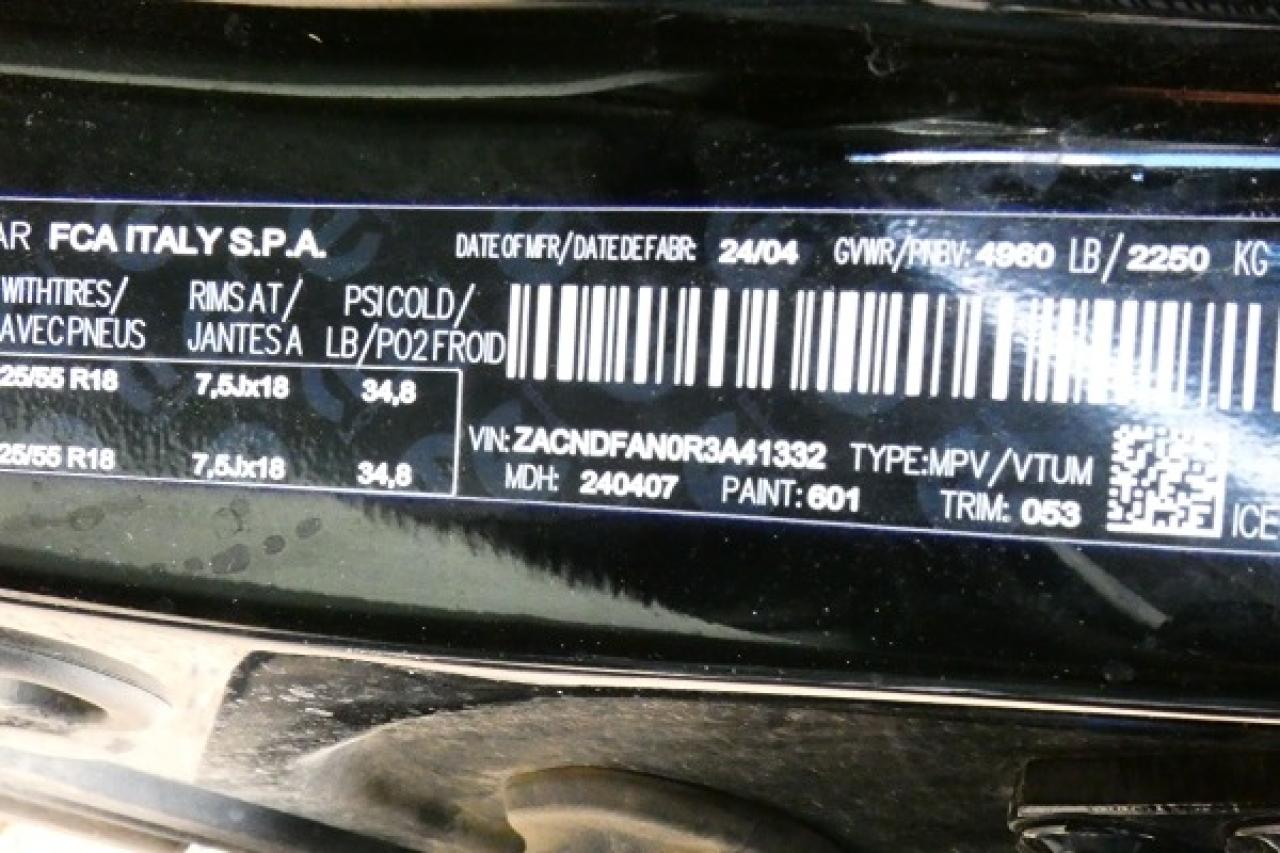 AR FCA ITALY S.P.A. DATE OF MFR/DATE DE FABR: 24/04 GVWR/PNBV: 4960 LB/2250 KG
WITH TIRES/ RIMS AT/ PSI COLD/
AVEC PNEUS JANTES A LB/PO2 FROID
25/55 R18 7,5Jx18 34,8
25/55 R18 7,5Jx18 34,8
VIN: ZACNDFAN0R3A41332 TYPE:MPV/VTUM
MDH: 240407 PAINT: 601 TRIM: 053 ICE